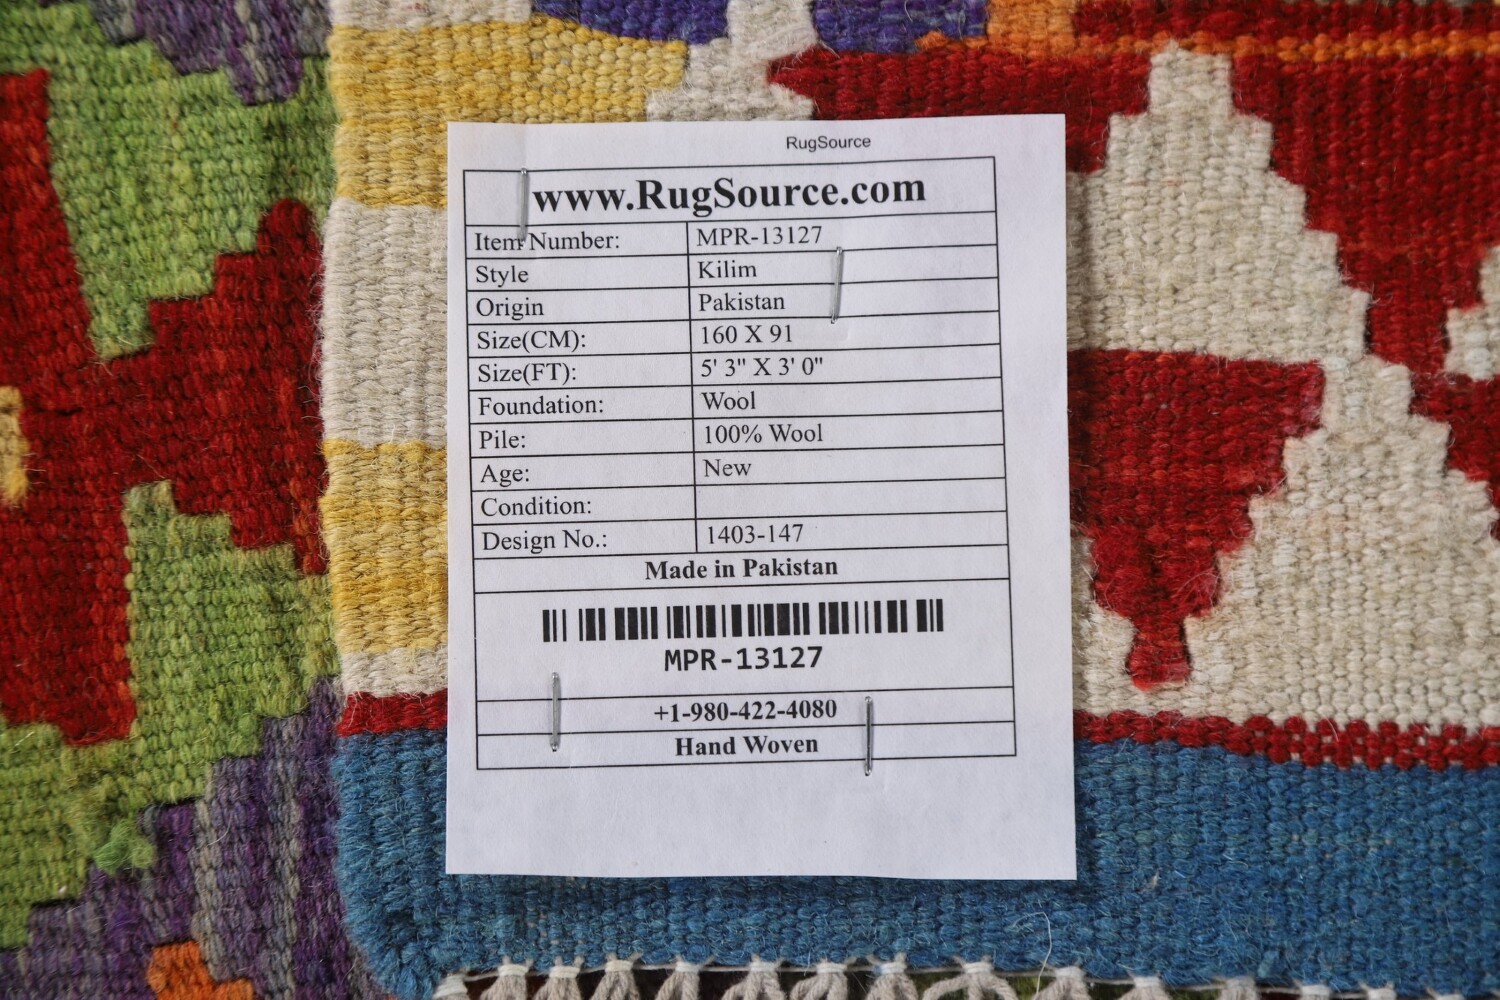 RugSource
www.RugSource.com
Item Number: MPR-13127
Style Kilim
Origin Pakistan
Size(CM): 160 X 91
Size(FT): 5' 3" X 3' 0"
Foundation: Wool
Pile: 100% Wool
Age: New
Condition:
Design No.: 1403-147
Made in Pakistan
MPR-13127
+1-980-422-4080
Hand Woven